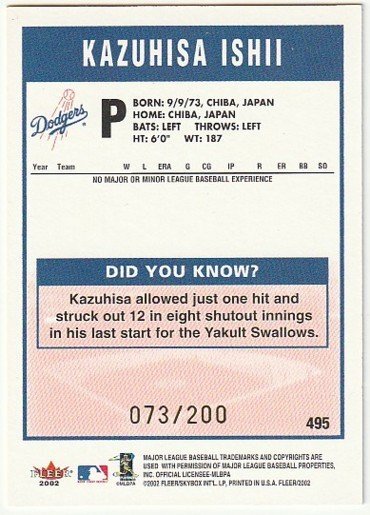 KAZUHISA ISHII
Dodgers
P
BORN: 9/9/73, CHIBA, JAPAN
HOME: CHIBA, JAPAN
BATS: LEFT THROWS: LEFT
HT: 6'0" WT: 187
Year Team W L ERA G CG IP R ER BB SO
NO MAJOR OR MINOR LEAGUE BASEBALL EXPERIENCE
DID YOU KNOW?
Kazuhisa allowed just one hit and
struck out 12 in eight shutout innings
in his last start for the Yakult Swallows.
073/200
495
FLEER
2002
©MLBPA
MAJOR LEAGUE BASEBALL TRADEMARKS AND COPYRIGHTS ARE
USED WITH PERMISSION OF MAJOR LEAGUE BASEBALL PROPERTIES,
INC. OFFICIAL LICENSEE-MLBPA
©2002 FLEER/SKYBOX INT'L. LP, PRINTED IN U.S.A. FLEER/2002